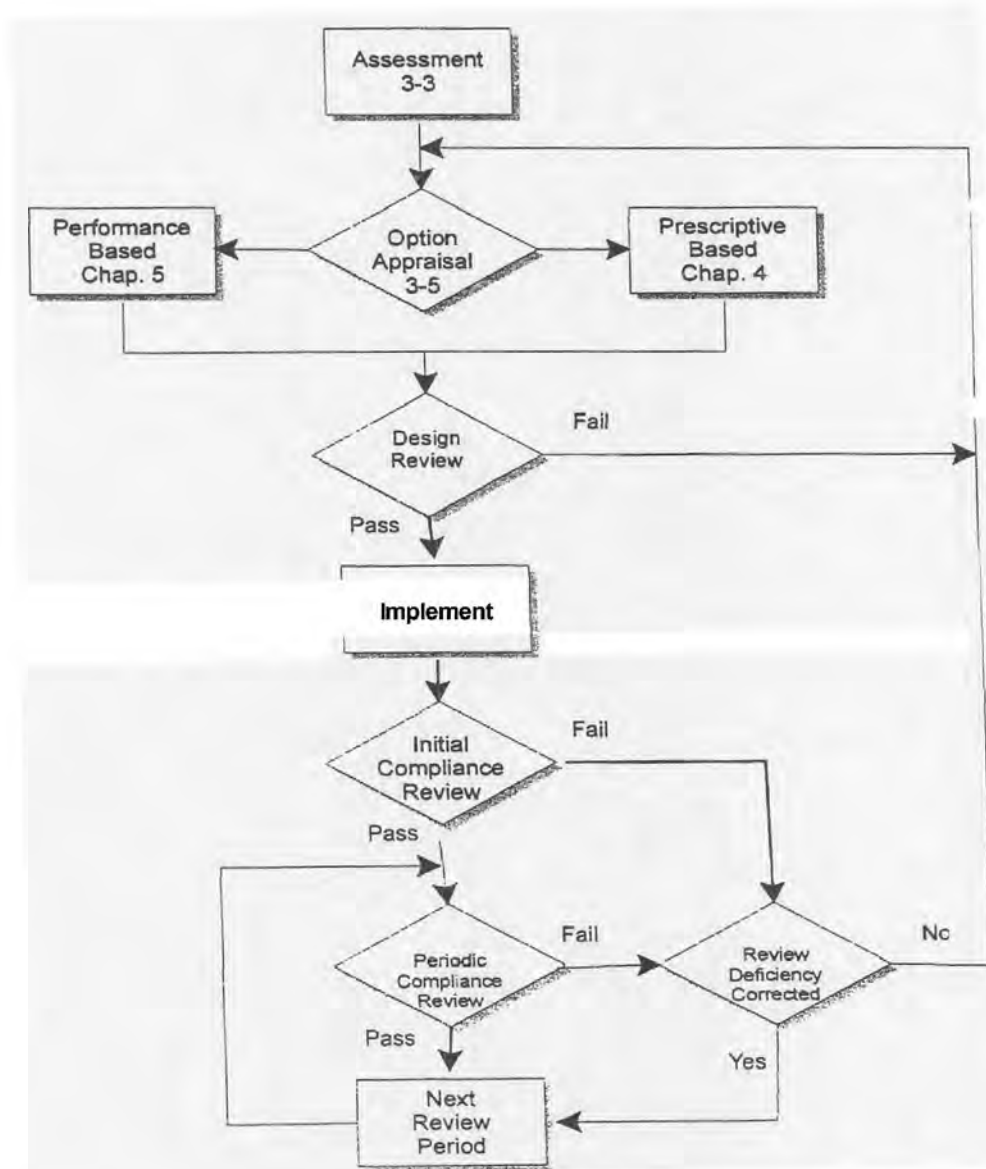 Assessment
3-3
Performance
Based
Chap. 5
Option
Appraisal
3-5
Prescriptive
Based
Chap. 4
Design
Review
Fail
Pass
Implement
Initial
Compliance
Review
Fail
Pass
Periodic
Compliance
Review
Fail
Review
Deficiency
Corrected
No
Pass
Yes
Next
Review
Period